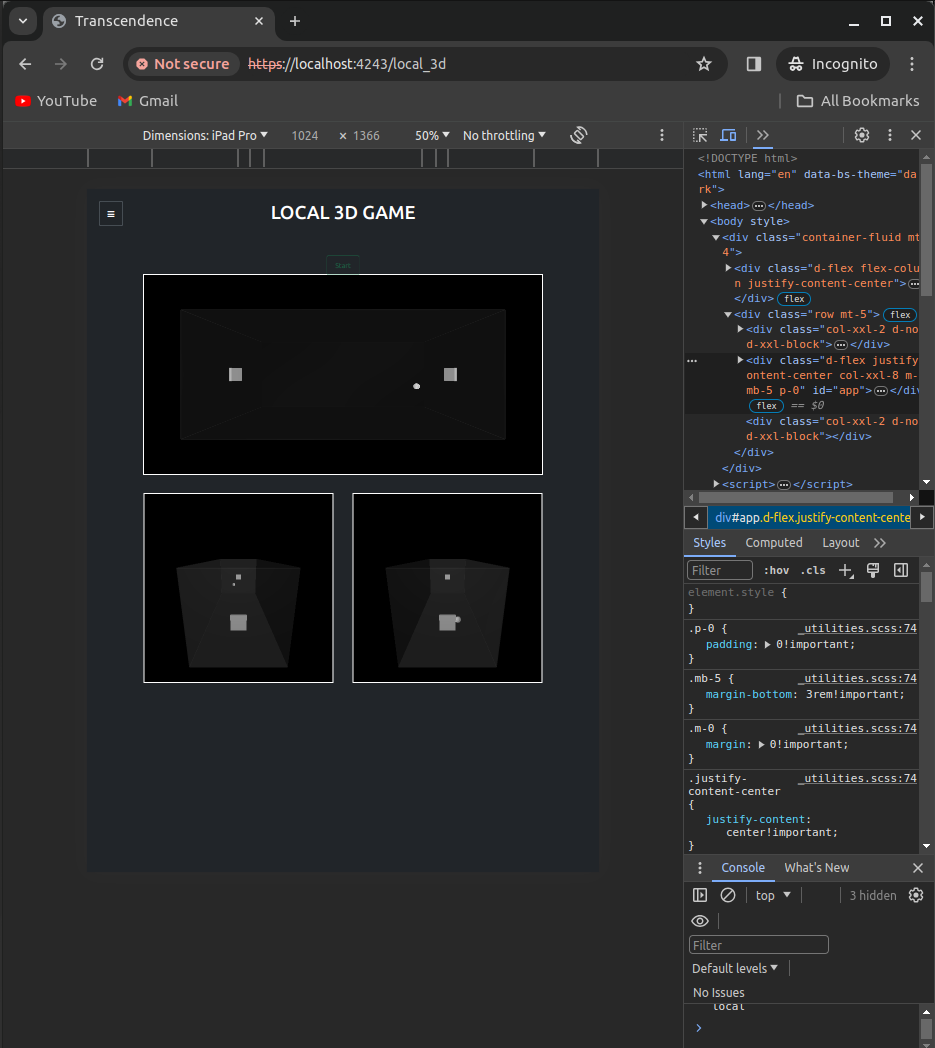 Transcendence
Not secure https://localhost:4243/local_3d Incognito
YouTube Gmail All Bookmarks
Dimensions: iPad Pro 1024 × 1366 50% No throttling
<!DOCTYPE html>
<html lang="en" data-bs-theme="da
rk">
<head> </head>
<body style>
<div class="container-fluid mt
4">
<div class="d-flex flex-colu
n justify-content-center">
</div> flex
<div class="row mt-5"> flex
<div class="col-xxl-2 d-no
d-xxl-block"> </div>
<div class="d-flex justify
ontent-center col-xxl-8 m-
mb-5 p-0" id="app"> </div
flex == $0
<div class="col-xxl-2 d-no
d-xxl-block"></div>
</div>
</div>
<script> </script>
div#app.d-flex.justify-content-cente
Styles Computed Layout
Filter :hov .cls
element.style {
}
.p-0 { _utilities.scss:74
padding: 0!important;
}
.mb-5 { _utilities.scss:74
margin-bottom: 3rem!important;
}
.m-0 { _utilities.scss:74
margin: 0!important;
}
.justify- _utilities.scss:74
content-center
{
justify-content:
center!important;
}
Console What's New
top 3 hidden
Filter
Default levels
No Issues
local
LOCAL 3D GAME
Start